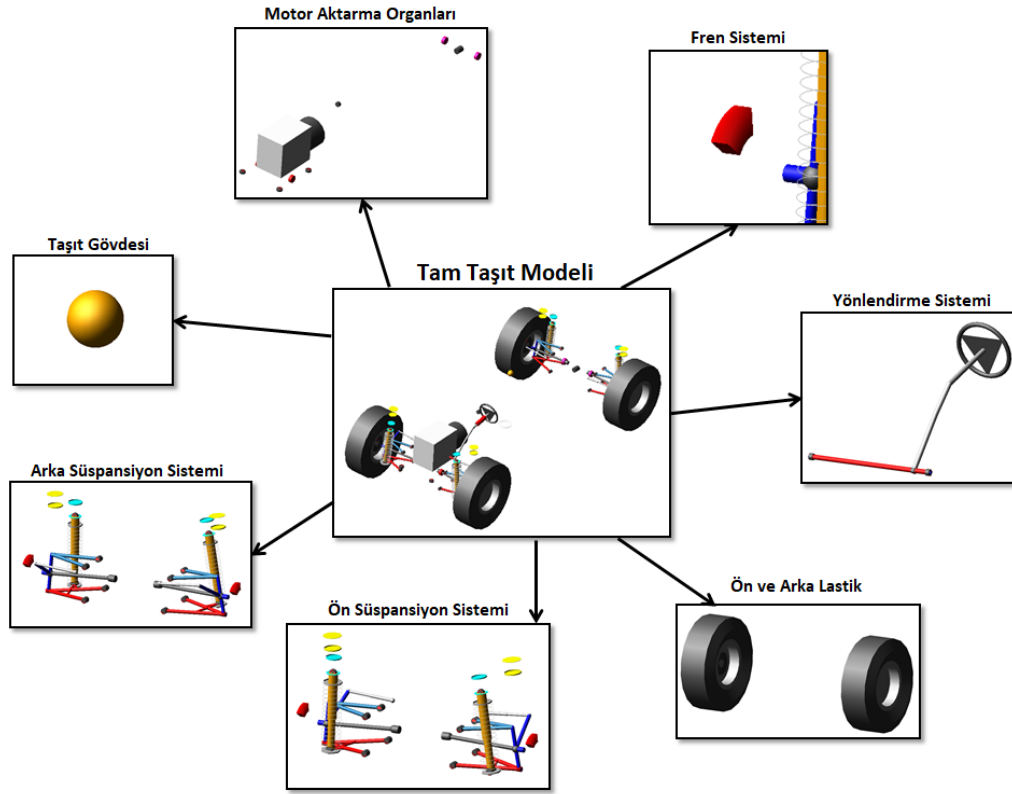 Motor Aktarma Organları
Fren Sistemi
Taşıt Gövdesi
Tam Taşıt Modeli
Yönlendirme Sistemi
Arka Süspansiyon Sistemi
Ön Süspansiyon Sistemi
Ön ve Arka Lastik